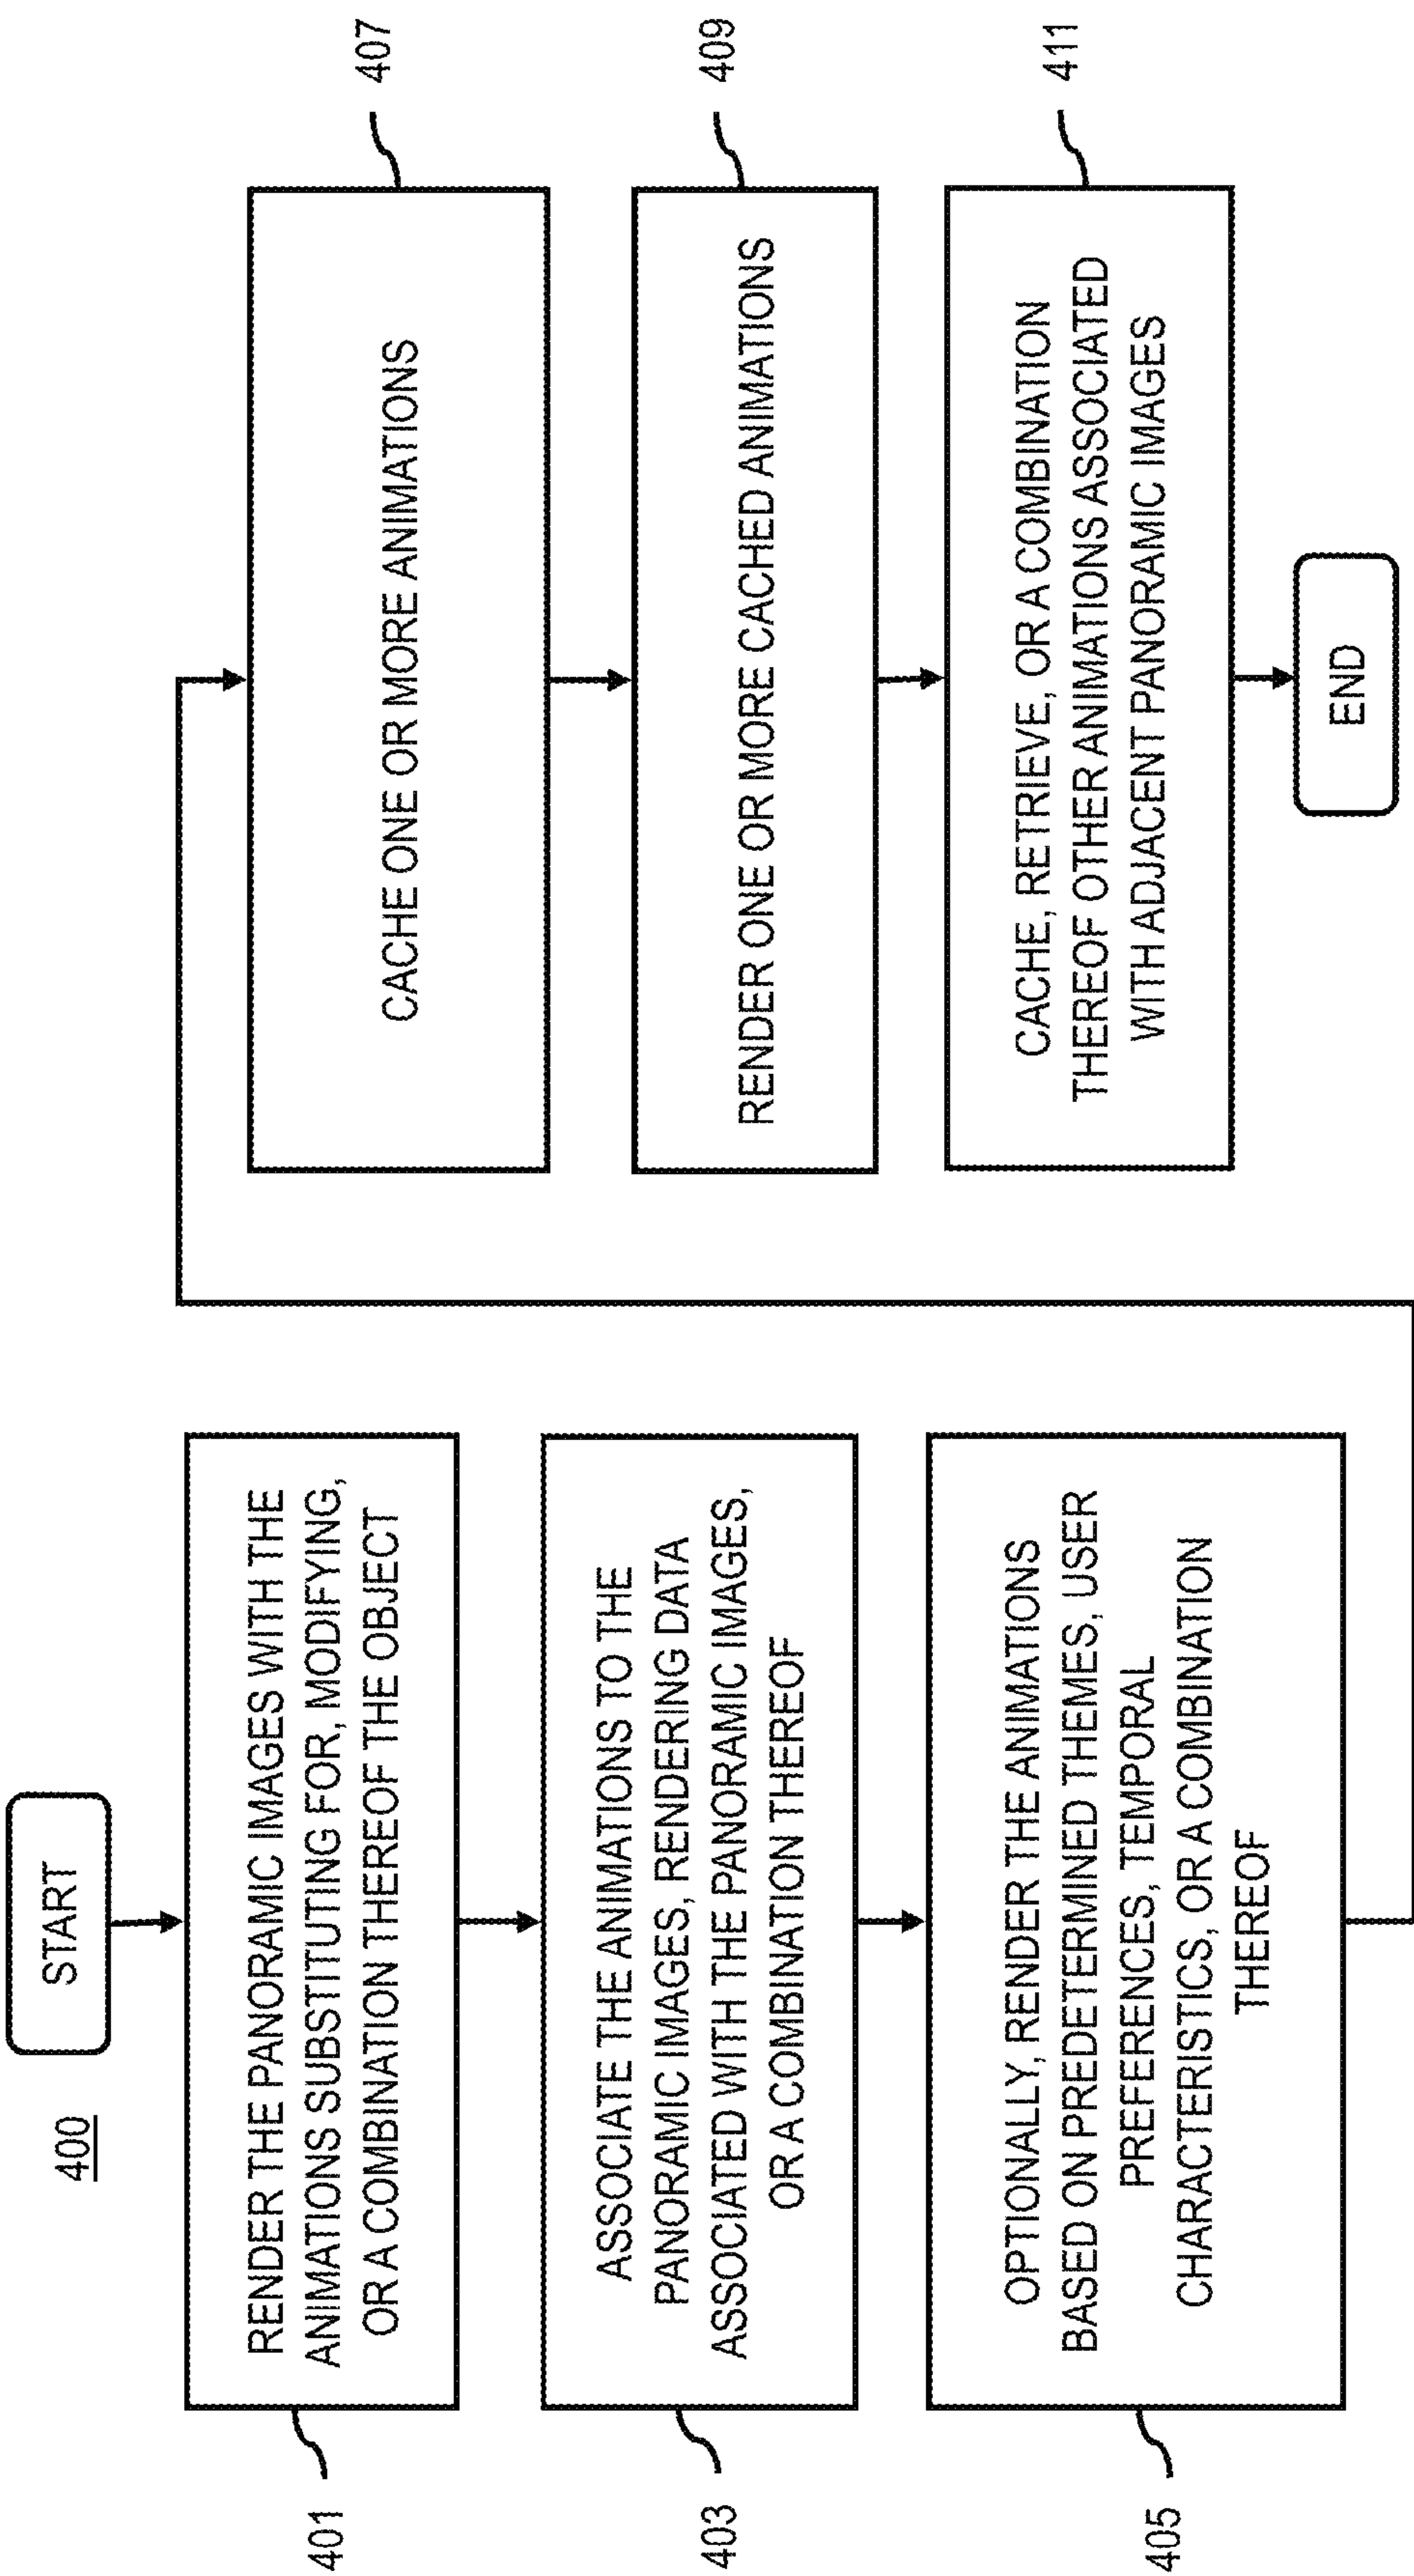 400
START
401
RENDER THE PANORAMIC IMAGES WITH THE
ANIMATIONS SUBSTITUTING FOR, MODIFYING,
OR A COMBINATION THEREOF THE OBJECT
403
ASSOCIATE THE ANIMATIONS TO THE
PANORAMIC IMAGES, RENDERING DATA
ASSOCIATED WITH THE PANORAMIC IMAGES,
OR A COMBINATION THEREOF
405
OPTIONALLY, RENDER THE ANIMATIONS
BASED ON PREDETERMINED THEMES, USER
PREFERENCES, TEMPORAL
CHARACTERISTICS, OR A COMBINATION
THEREOF
407
CACHE ONE OR MORE ANIMATIONS
409
RENDER ONE OR MORE CACHED ANIMATIONS
411
CACHE, RETRIEVE, OR A COMBINATION
THEREOF OTHER ANIMATIONS ASSOCIATED
WITH ADJACENT PANORAMIC IMAGES
END